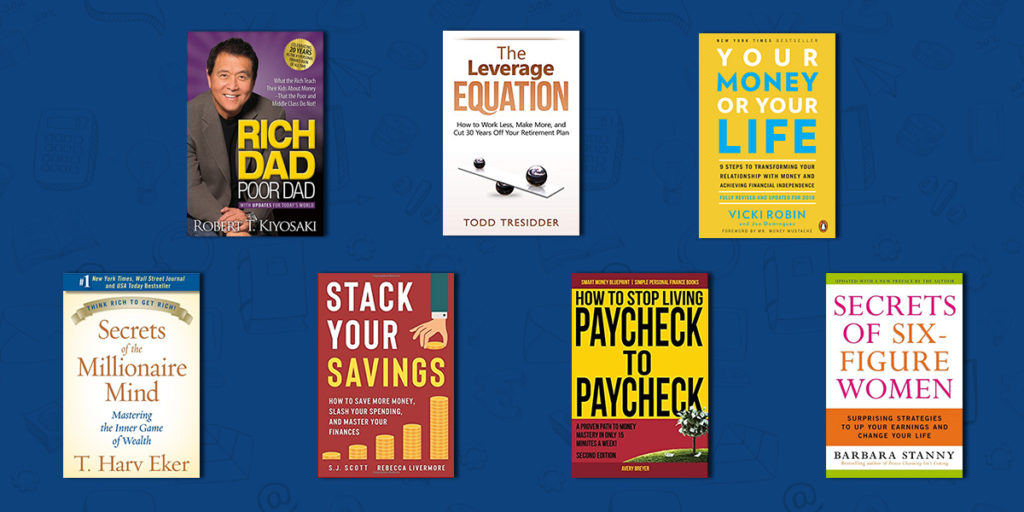 CELEBRATING
20 YEARS
What the Rich Teach
Their Kids About Money
–That the Poor and
Middle Class Do Not!
RICH
DAD
POOR DAD
WITH UPDATES FOR TODAY'S WORLD
ROBERT T. KIYOSAKI
The
Leverage
EQUATION
How to Work Less, Make More, and
Cut 30 Years Off Your Retirement Plan
TODD TRESIDDER
NEW YORK TIMES BESTSELLER
YOUR
MONEY
OR YOUR
LIFE
9 STEPS TO TRANSFORMING YOUR
RELATIONSHIP WITH MONEY AND
ACHIEVING FINANCIAL INDEPENDENCE
FULLY REVISED AND UPDATED FOR 2018
VICKI ROBIN
and Joe Dominguez
FOREWORD BY MR. MONEY MUSTACHE
#1 New York Times, Wall Street Journal
and USA Today Bestseller
THINK RICH TO GET RICH!
Secrets
of the
Millionaire
Mind
Mastering
the Inner Game
of Wealth
T. Harv Eker
STACK
YOUR
SAVINGS
HOW TO SAVE MORE MONEY,
SLASH YOUR SPENDING,
AND MASTER YOUR
FINANCES
S.J. SCOTT REBECCA LIVERMORE
SMART MONEY BLUEPRINT | SIMPLE PERSONAL FINANCE BOOKS
HOW TO STOP LIVING
PAYCHECK
TO
PAYCHECK
A PROVEN PATH TO MONEY
MASTERY IN ONLY 15
MINUTES A WEEK!
SECOND EDITION
AVERY BREYER
UPDATED WITH A NEW PREFACE BY THE AUTHOR
SECRETS
OF SIX-
FIGURE
WOMEN
SURPRISING STRATEGIES
TO UP YOUR EARNINGS AND
CHANGE YOUR LIFE
BARBARA STANNY
Bestselling author of Prince Charming Isn't Coming